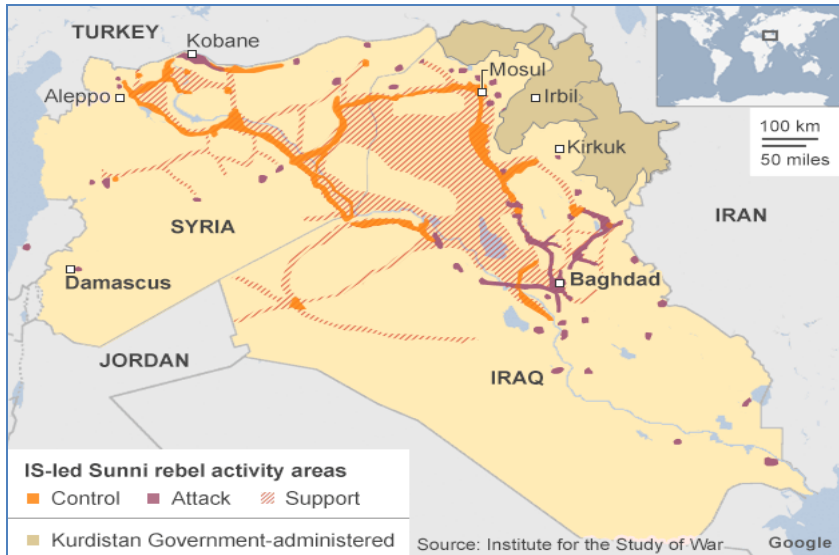 TURKEY
Kobane
Mosul
Aleppo
Irbil
Kirkuk
100 km
50 miles
SYRIA
IRAN
Damascus
Baghdad
JORDAN
IRAQ
IS-led Sunni rebel activity areas
Control Attack Support
Kurdistan Government-administered
Source: Institute for the Study of War
Google